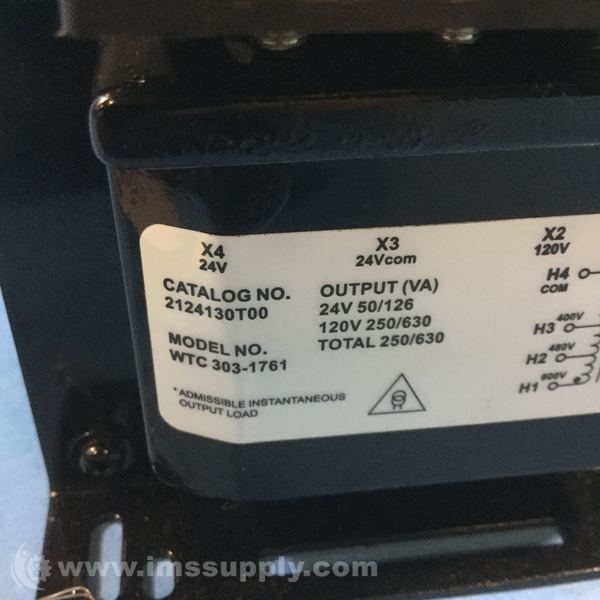 X4
24V
X3
24Vcom
X2
120V
CATALOG NO.
2124130T00
MODEL NO.
WTC 303-1761
*ADMISSIBLE INSTANTANEOUS
OUTPUT LOAD
OUTPUT (VA)
24V 50/126
120V 250/630
TOTAL 250/630
H4
COM
400V
H3
480V
H2
600V
H1
www.imssupply.com